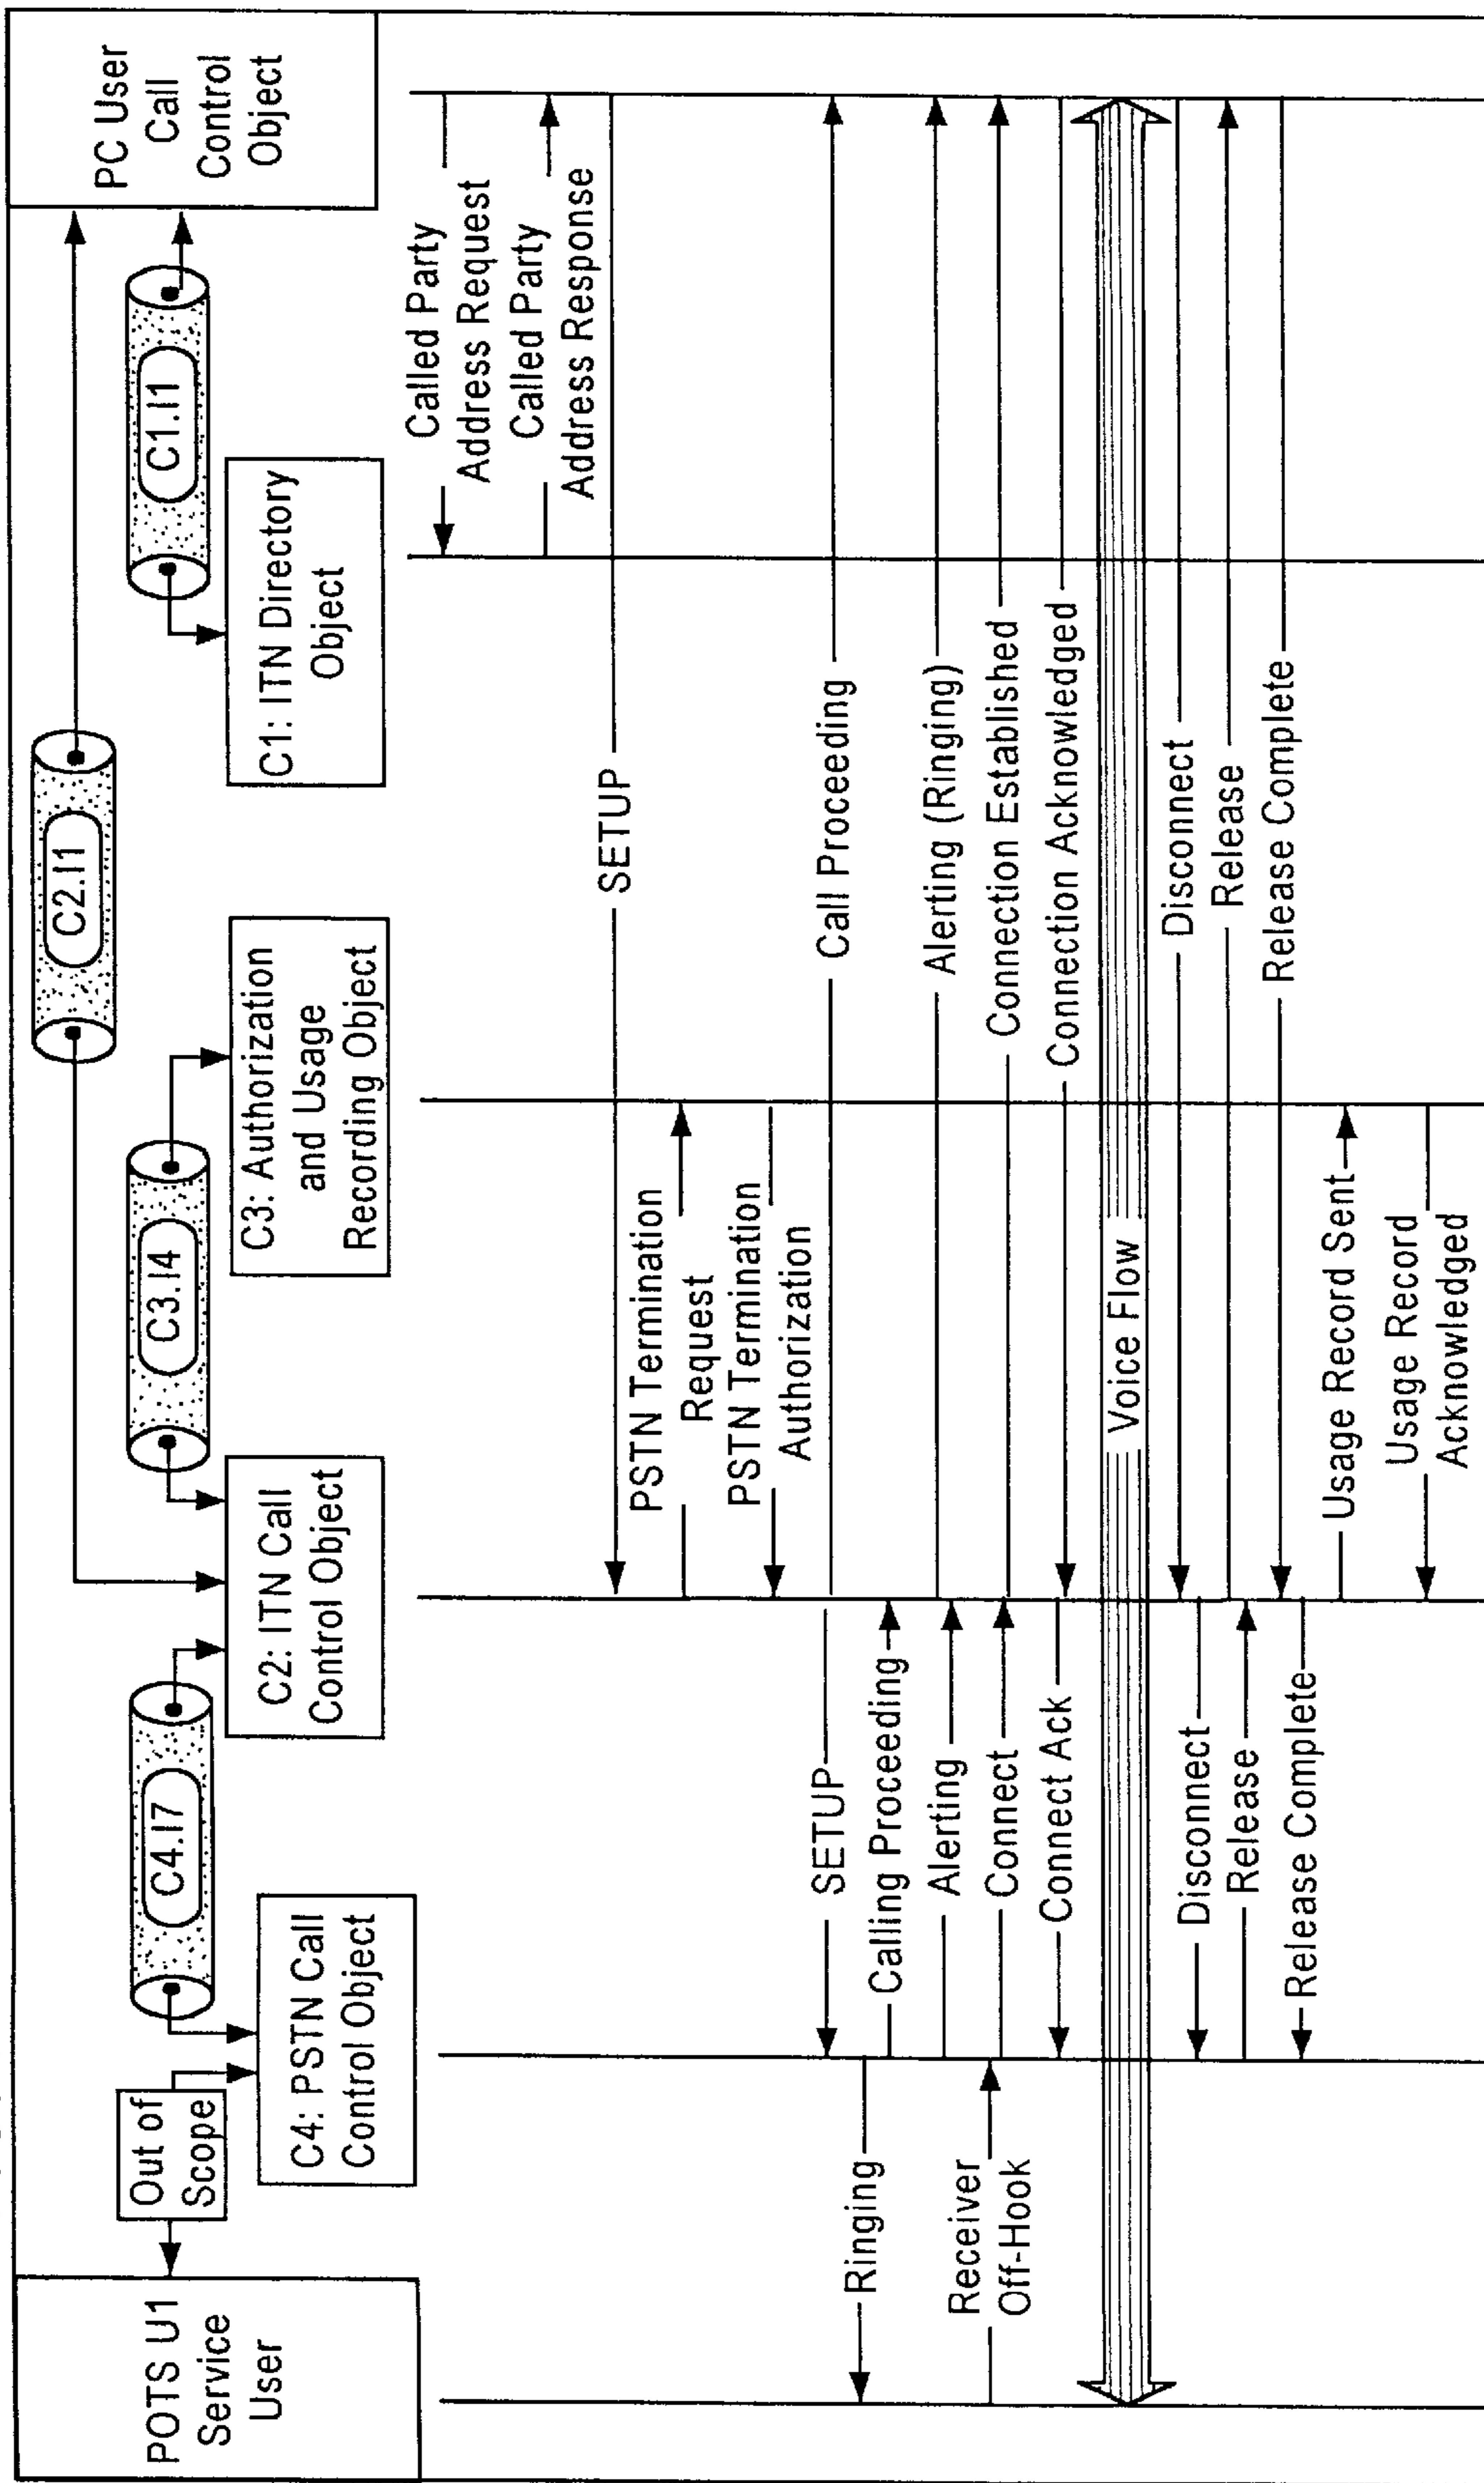 POTS U1
Service
User
Out of
Scope
C4.I7
C4: PSTN Call
Control Object
C2: ITN Call
Control Object
C3.I4
C3: Authorization
and Usage
Recording Object
C2.I1
C1: ITN Directory
Object
C1.I1
PC User
Call
Control
Object
Called Party
Address Request
Called Party
Address Response
SETUP
PSTN Termination
Request
PSTN Termination
Authorization
SETUP
Call Proceeding
Ringing
Calling Proceeding
Alerting
Alerting (Ringing)
Receiver
Off-Hook
Connect
Connection Established
Connect Ack
Connection Acknowledged
Voice Flow
Disconnect
Disconnect
Release
Release
Release Complete
Release Complete
Usage Record Sent
Usage Record
Acknowledged